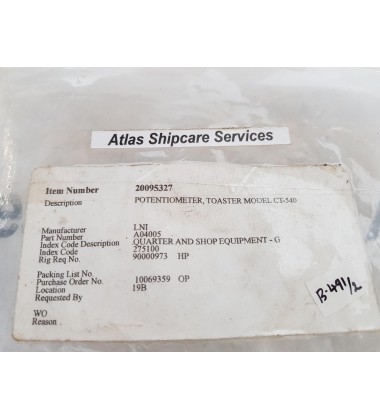 Atlas Shipcare Services
Item Number 20095327
Description POTENTIOMETER, TOASTER MODEL CT-540
Manufacturer LNI
Part Number A04005
Index Code Description QUARTER AND SHOP EQUIPMENT - G
Index Code 275100
Rig Req No. 90000973 HP
Packing List No
Purchase Order No. 10069359 OP
Location 19B
Requested By
B-49 1/2
WO
Reason .